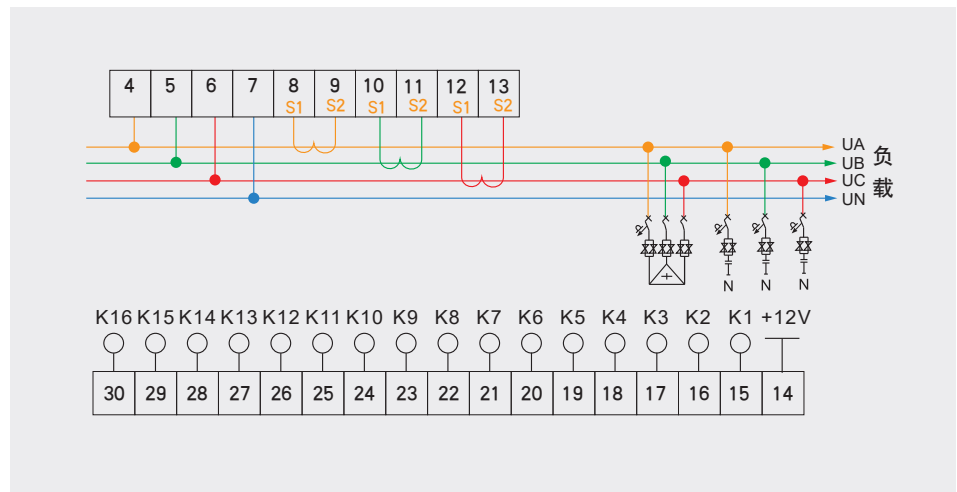 4 5 6 7 8 9 10 11 12 13
S1 S2 S1 S2 S1 S2
UA
UB
UC
UN
负
载
N N N
K16 K15 K14 K13 K12 K11 K10 K9 K8 K7 K6 K5 K4 K3 K2 K1 +12V
30 29 28 27 26 25 24 23 22 21 20 19 18 17 16 15 14